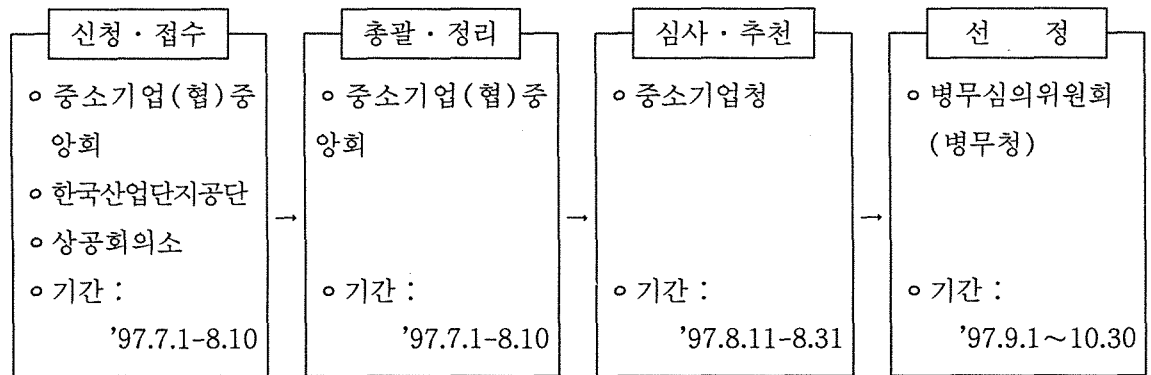 신청 · 접수
ㅇ 중소기업(협)중
앙회
ㅇ 한국산업단지공단
ㅇ 상공회의소
ㅇ 기간 :
'97.7.1-8.10
→
총괄 · 정리
ㅇ 중소기업(협)중
앙회
ㅇ 기간 :
'97.7.1-8.10
→
심사 · 추천
ㅇ 중소기업청
ㅇ 기간 :
'97.8.11-8.31
→
선 정
ㅇ 병무심의위원회
(병무청)
ㅇ 기간 :
'97.9.1~10.30